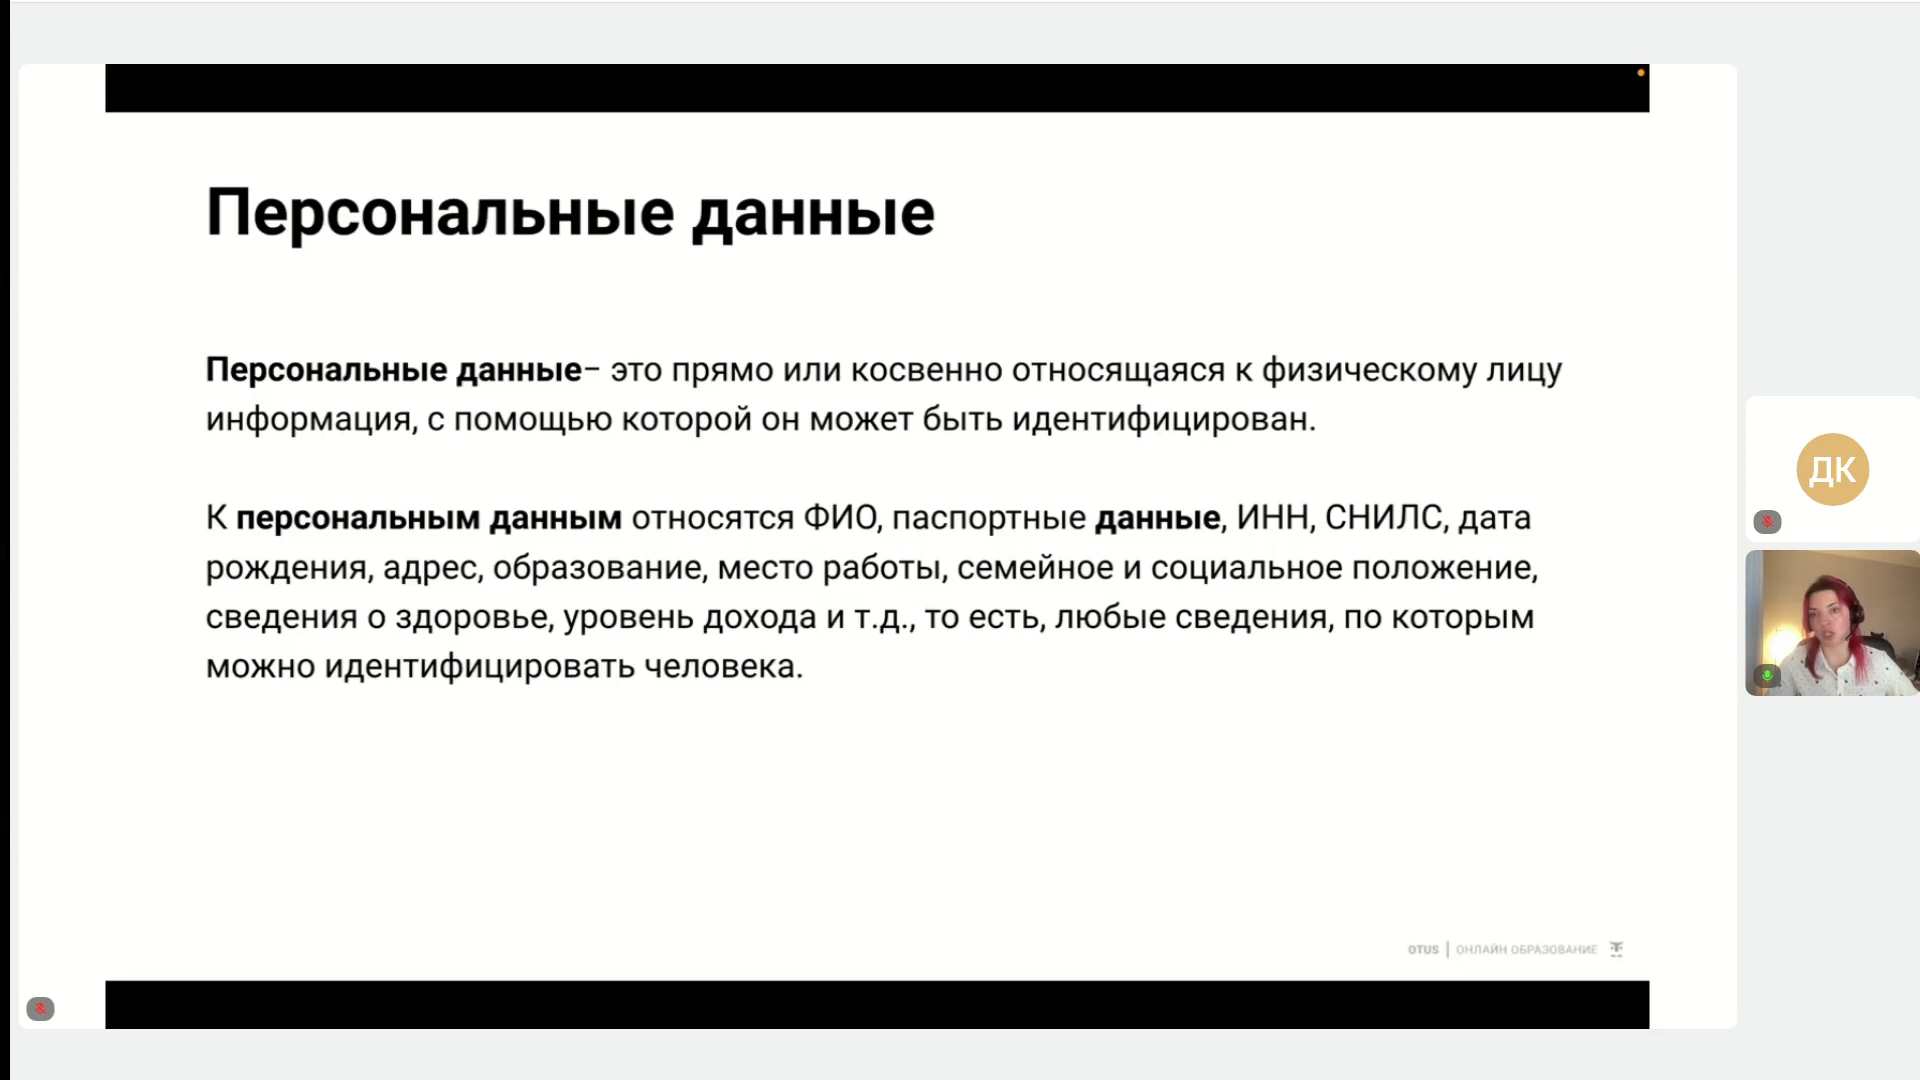 Персональные данные
Персональные данные– это прямо или косвенно относящаяся к физическому лицу
информация, с помощью которой он может быть идентифицирован.
К персональным данным относятся ФИО, паспортные данные, ИНН, СНИЛС, дата
рождения, адрес, образование, место работы, семейное и социальное положение,
сведения о здоровье, уровень дохода и т.д., то есть, любые сведения, по которым
можно идентифицировать человека.
ДК
OTUS | ОНЛАЙН ОБРАЗОВАНИЕ